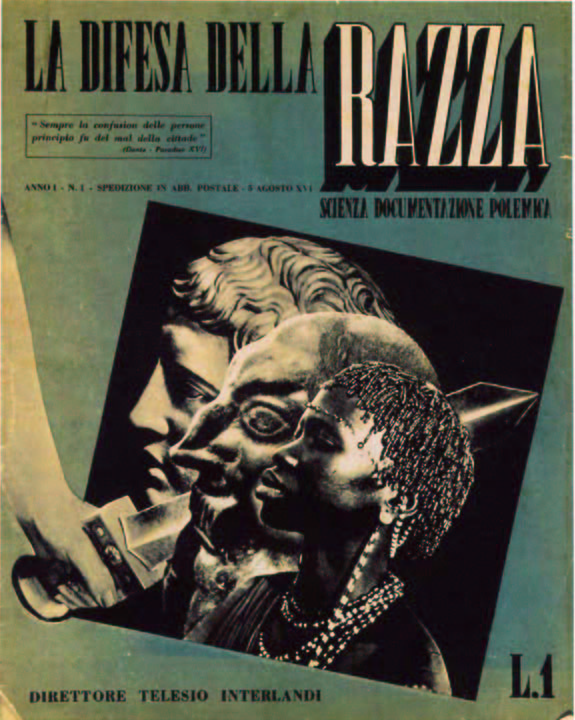 LA DIFESA DELLA
RAZZA
"Sempre la confusion delle persone
principio fu del mal della cittade"
(Dante - Paradiso XVI)
ANNO I - N. 1 - SPEDIZIONE IN ABB. POSTALE - 5 AGOSTO XVI
SCIENZA DOCUMENTAZIONE POLEMICA
L.1
DIRETTORE TELESIO INTERLANDI